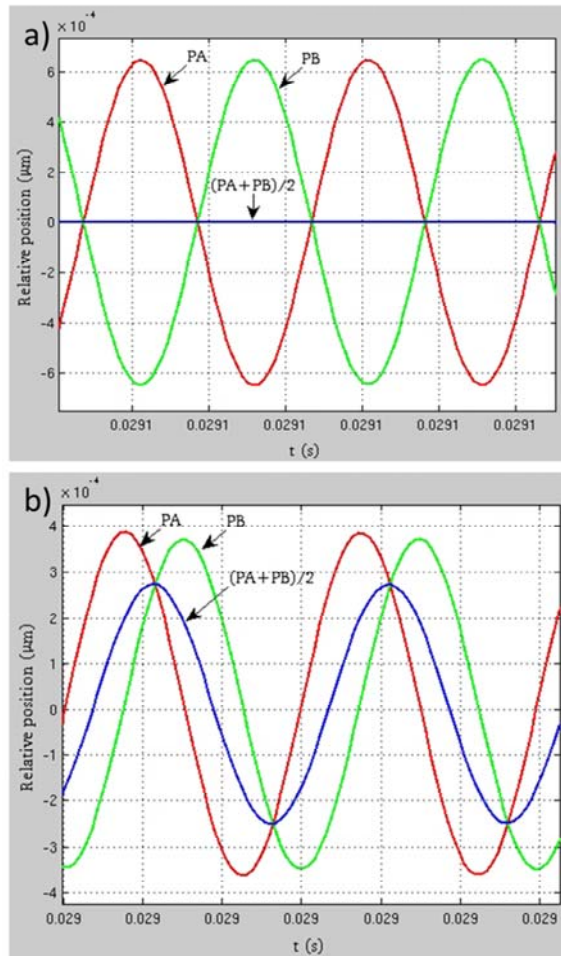 a)
× 10⁻⁴
PA
PB
(PA+PB)/2
6
4
2
0
-2
-4
-6
Relative position (µm)
0.0291 0.0291 0.0291 0.0291 0.0291 0.0291
t (s)
b)
× 10⁻⁴
PA
PB
(PA+PB)/2
4
3
2
1
0
-1
-2
-3
-4
Relative position (µm)
0.029 0.029 0.029 0.029 0.029 0.029 0.029
t (s)